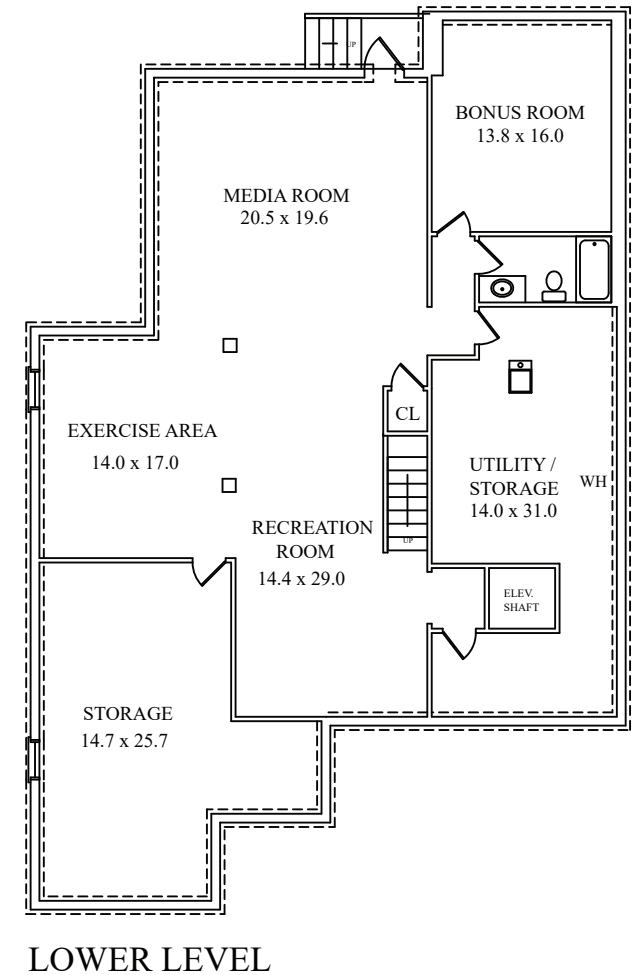 UP
BONUS ROOM
13.8 x 16.0
MEDIA ROOM
20.5 x 19.6
EXERCISE AREA
14.0 x 17.0
CL
UTILITY /
STORAGE
14.0 x 31.0
WH
RECREATION
ROOM
14.4 x 29.0
UP
ELEV.
SHAFT
STORAGE
14.7 x 25.7
LOWER LEVEL